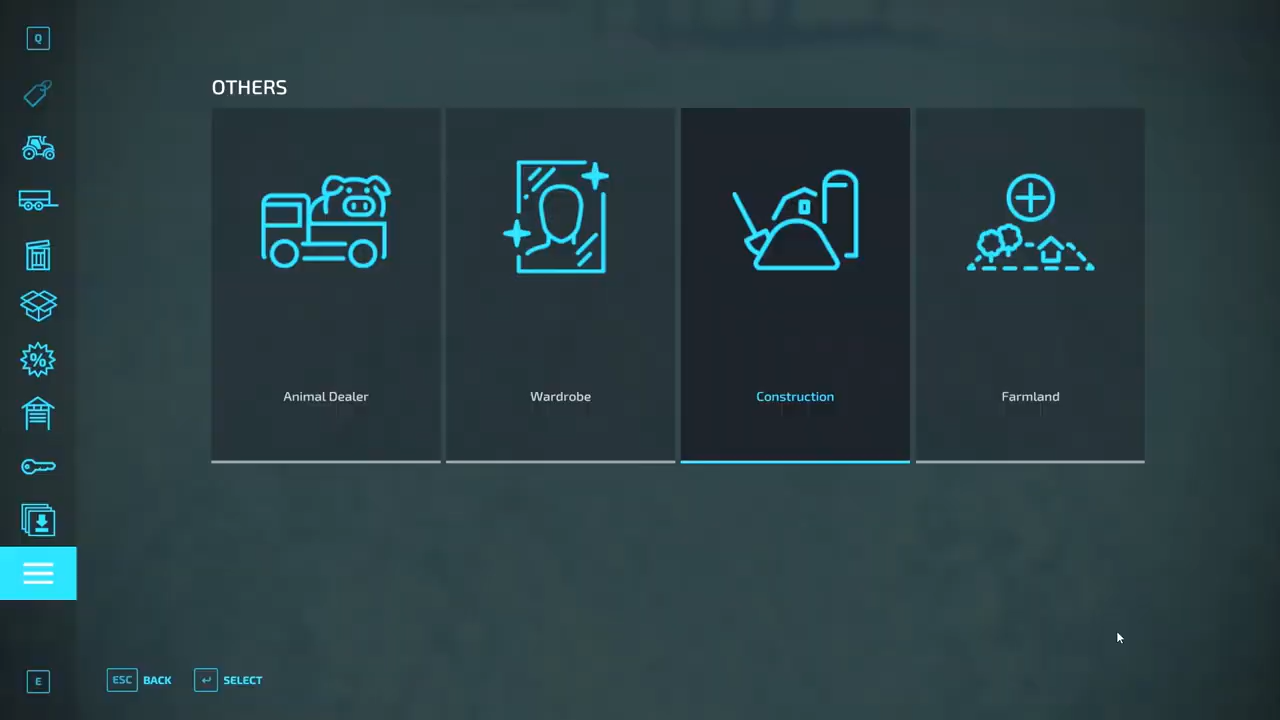 Q
OTHERS
%
Animal Dealer
Wardrobe
Construction
Farmland
E
ESC BACK
↵ SELECT